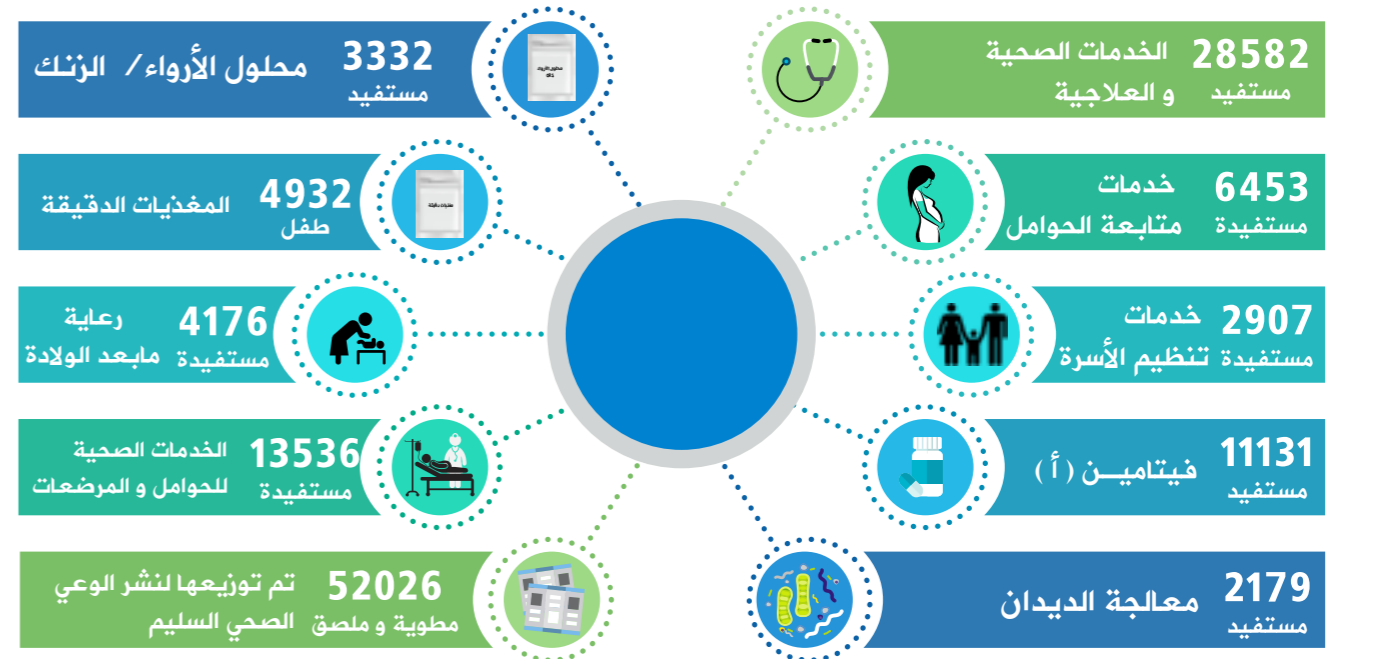 28582
مستفيد
الخدمات الصحية
و العلاجية
6453
مستفيدة
خدمات
متابعة الحوامل
2907
مستفيدة
خدمات
تنظيم الأسرة
11131
مستفيد
فيتاميــن (أ)
2179
مستفيد
معالجة الديدان
3332
مستفيد
محلول الأرواء/ الزنك
4932
طفل
المغذيات الدقيقة
4176
مستفيدة
رعاية
مابعد الولادة
13536
مستفيدة
الخدمات الصحية
للحوامل و المرضعات
52026
مطوية و ملصق
تم توزيعها لنشر الوعي
الصحي السليم